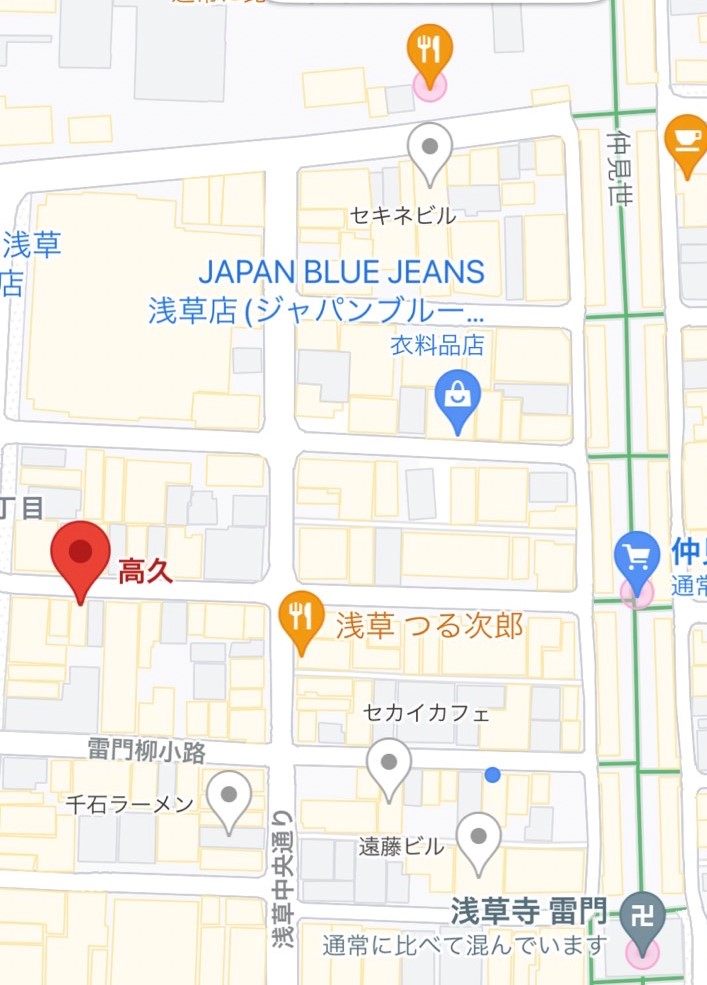 仲見世
セキネビル
浅草
店
JAPAN BLUE JEANS
浅草店 (ジャパンブルー...
衣料品店
丁目
高久
仲見
通常
浅草 つる次郎
セカイカフェ
雷門柳小路
千石ラーメン
浅草中央通り
遠藤ビル
浅草寺 雷門
通常に比べて混んでいます